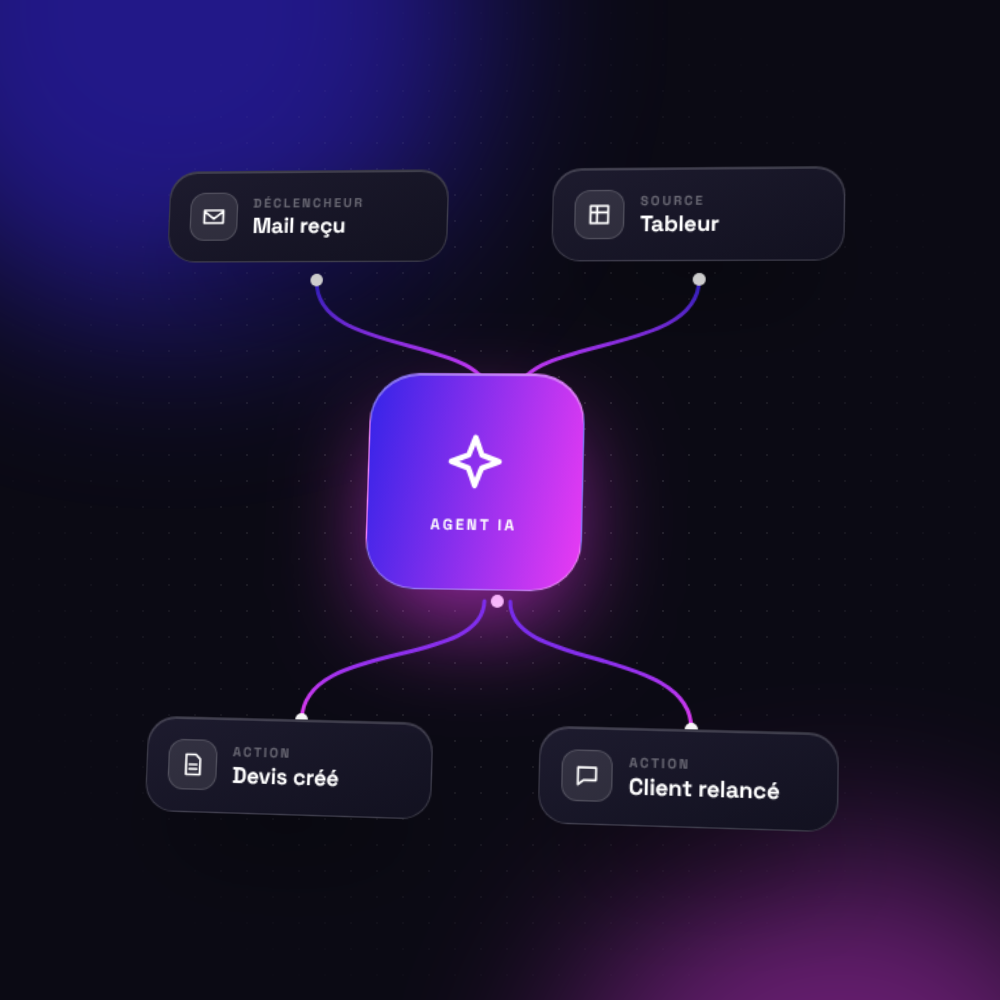 DÉCLENCHEUR
Mail reçu
SOURCE
Tableur
AGENT IA
ACTION
Devis créé
ACTION
Client relancé